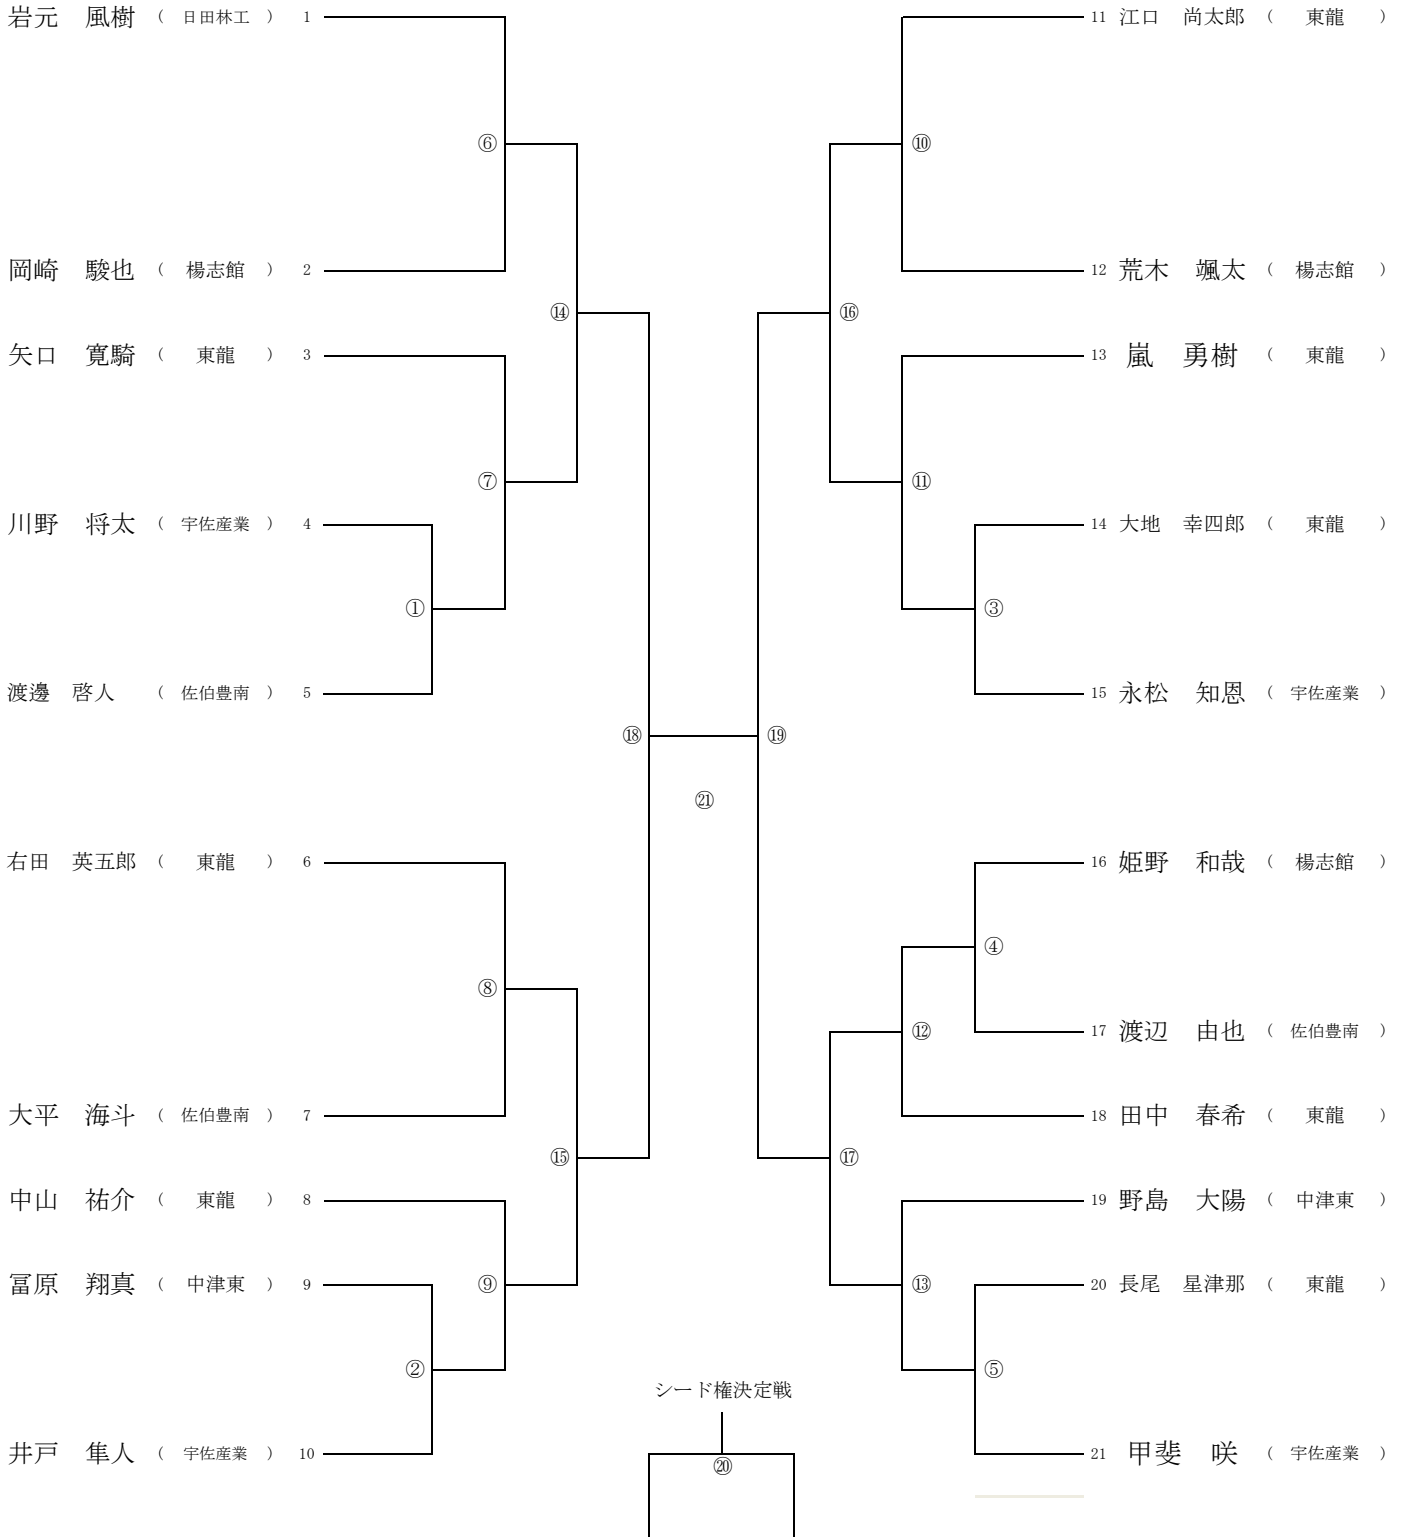 岩元　風樹 （ 日田林工 ） 1
⑥
岡崎　駿也 （ 楊志館 ） 2
⑭
矢口　寛騎 （ 東龍 ） 3
⑦
川野　将太 （ 宇佐産業 ） 4
①
渡邊　啓人 （ 佐伯豊南 ） 5
⑱
右田　英五郎 （ 東龍 ） 6
⑧
大平　海斗 （ 佐伯豊南 ） 7
⑮
中山　祐介 （ 東龍 ） 8
冨原　翔真 （ 中津東 ） 9
⑨
②
井戸　隼人 （ 宇佐産業 ） 10
㉑
シード権決定戦
⑳
11 江口　尚太郎 （ 東龍 ）
⑩
12 荒木　颯太 （ 楊志館 ）
⑯
13 嵐　勇樹 （ 東龍 ）
⑪
14 大地　幸四郎 （ 東龍 ）
③
15 永松　知恩 （ 宇佐産業 ）
⑲
16 姫野　和哉 （ 楊志館 ）
④
17 渡辺　由也 （ 佐伯豊南 ）
⑫
18 田中　春希 （ 東龍 ）
⑰
19 野島　大陽 （ 中津東 ）
20 長尾　星津那 （ 東龍 ）
⑬
⑤
21 甲斐　咲 （ 宇佐産業 ）